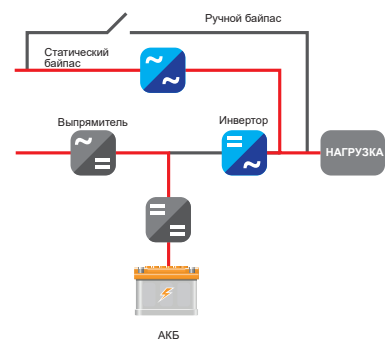 Ручной байпас
Статический
байпас
Выпрямитель
Инвертор
НАГРУЗКА
АКБ